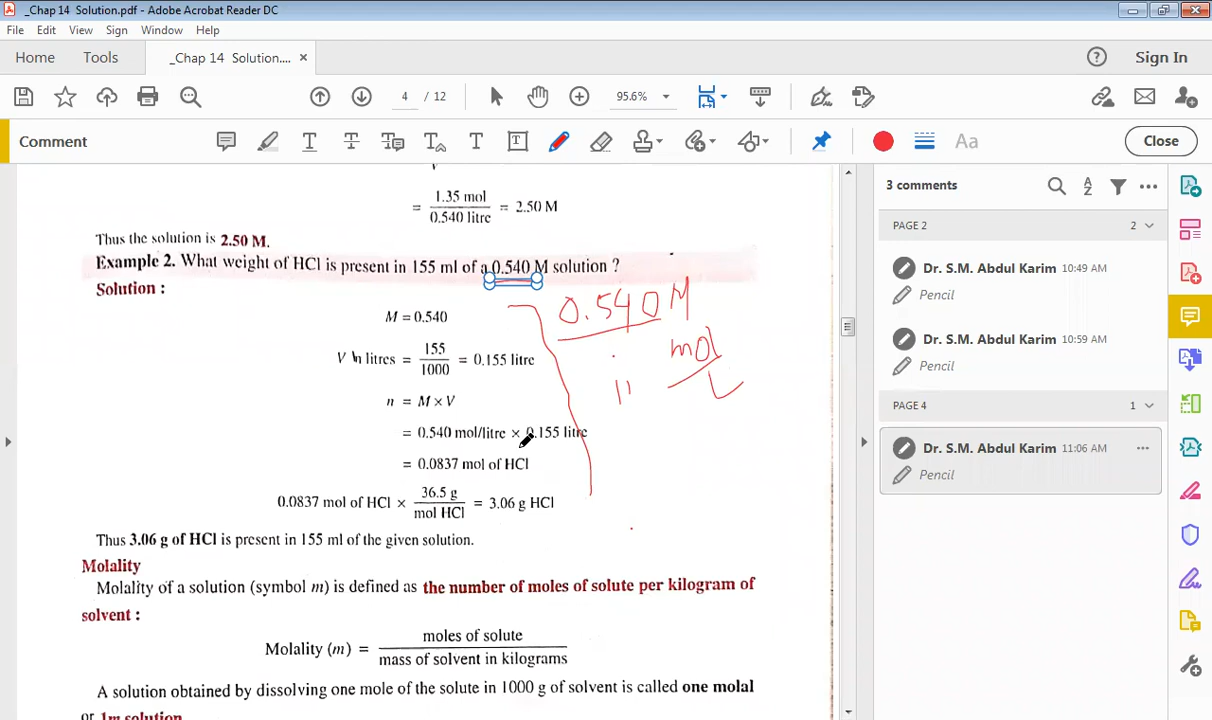 _Chap 14 Solution.pdf - Adobe Acrobat Reader DC
File Edit View Sign Window Help
Home Tools _Chap 14 Solution.... × Sign In
4 / 12 95.6%
Comment Aa Close
= 1.35 mol / 0.540 litre = 2.50 M
Thus the solution is 2.50 M.
Example 2. What weight of HCl is present in 155 ml of a 0.540 M solution ?
Solution :
M = 0.540
V in litres = 155 / 1000 = 0.155 litre
n = M × V
= 0.540 mol/litre × 0.155 litre
= 0.0837 mol of HCl
0.0837 mol of HCl × 36.5 g / mol HCl = 3.06 g HCl
Thus 3.06 g of HCl is present in 155 ml of the given solution.
Molality
Molality of a solution (symbol m) is defined as the number of moles of solute per kilogram of
solvent :
Molality (m) = moles of solute / mass of solvent in kilograms
A solution obtained by dissolving one mole of the solute in 1000 g of solvent is called one molal
or 1m solution.
0.540 M
mol
L
3 comments
PAGE 2 2
Dr. S.M. Abdul Karim 10:49 AM
Pencil
Dr. S.M. Abdul Karim 10:59 AM
Pencil
PAGE 4 1
Dr. S.M. Abdul Karim 11:06 AM
Pencil